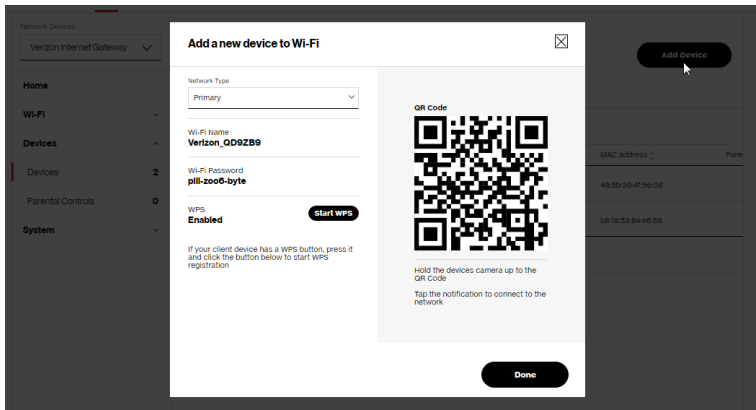 Network Devices
Verizon Internet Gateway
Add Device
Home
Wi-Fi
Devices
Devices 2
Parental Controls 0
System
MAC address
48:5b:39:4f:56:09
b8:f8:53:84:e6:68
Add a new device to Wi-Fi
Network Type
Primary
Wi-Fi Name
Verizon_QD9ZB9
Wi-Fi Password
plll-zoo6-byte
WPS
Enabled
Start WPS
If your client device has a WPS button, press it
and click the button below to start WPS
registration
QR Code
Hold the devices camera up to the
QR Code
Tap the notification to connect to the
network
Done